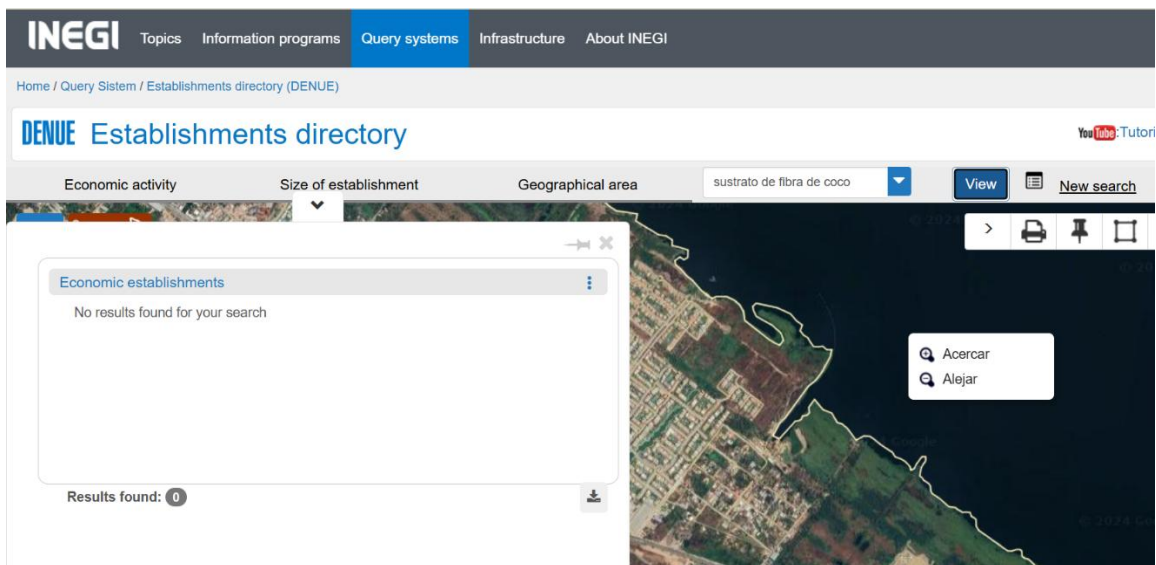 INEGI Topics Information programs Query systems Infrastructure About INEGI
Home / Query Sistem / Establishments directory (DENUE)
DENUE Establishments directory
YouTube:Tutori
Economic activity Size of establishment Geographical area sustrato de fibra de coco View New search
Economic establishments
No results found for your search
Acercar
Alejar
Results found: 0